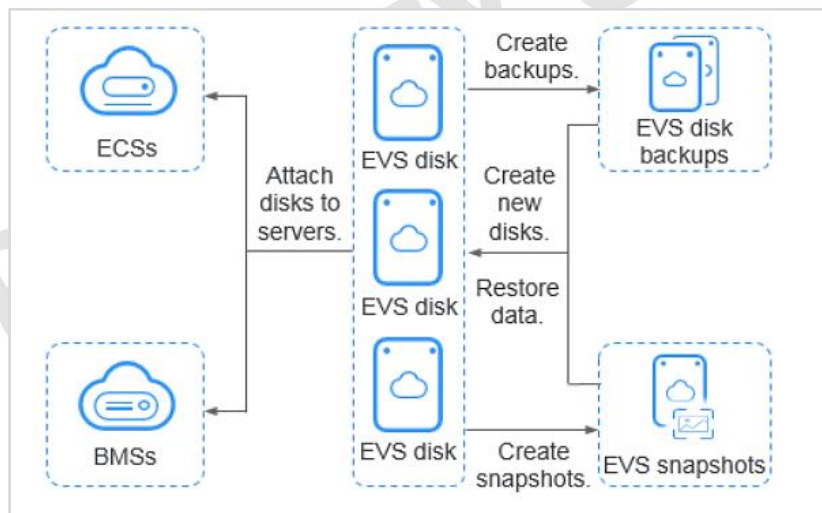 ECSs
Attach
disks to
servers.
BMSs
EVS disk
EVS disk
EVS disk
Create
backups.
Create
new
disks.
Restore
data.
Create
snapshots.
EVS disk
backups
EVS snapshots